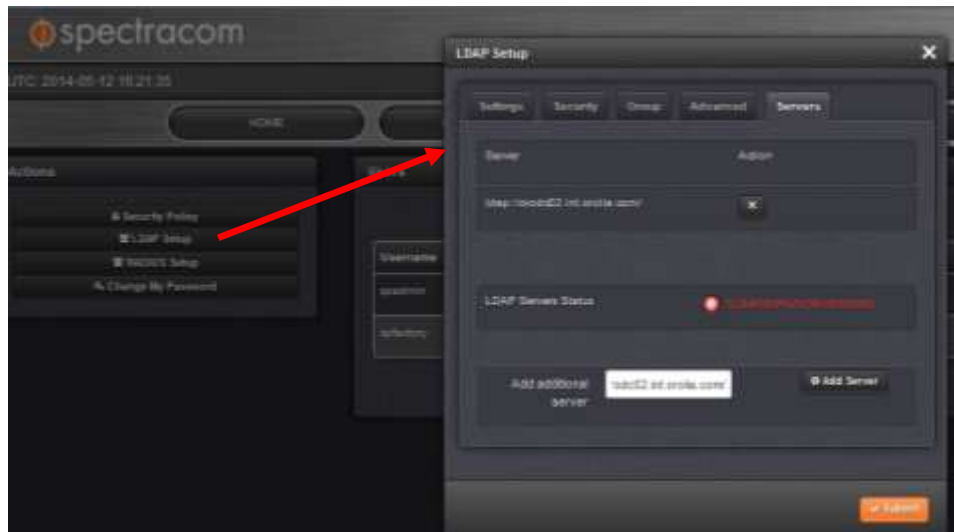 spectracom
LDAP Setup
UTC 2014-05-12 16:21:35
Settings Security Group Advanced Servers
HOME
Actions
Server Action
Security Policy
LDAP Setup
RADIUS Setup
Change My Password
Username
LDAP Servers Status
Add additional server
Add Server
Submit